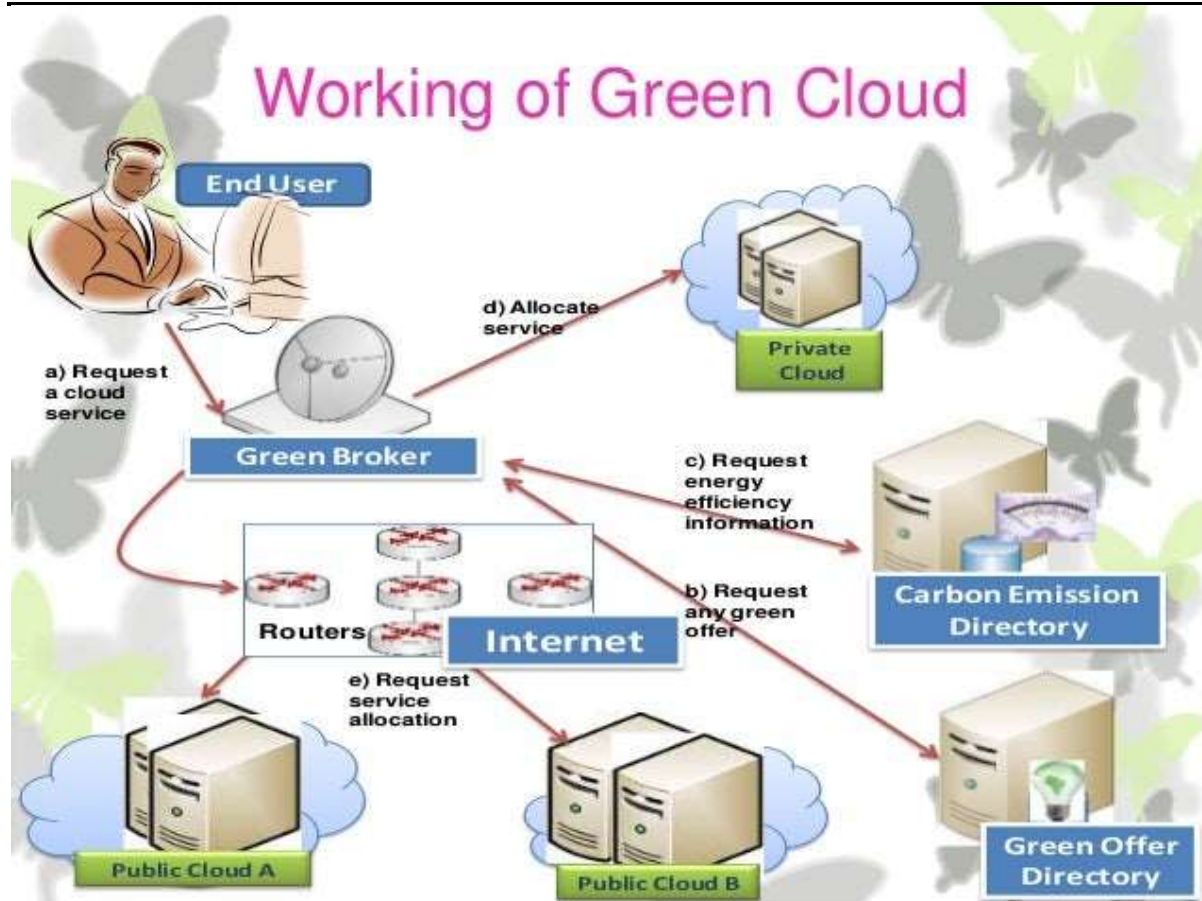 Working of Green Cloud
End User
d) Allocate
service
Private
Cloud
a) Request
a cloud
service
Green Broker
c) Request
energy
efficiency
information
Carbon Emission
Directory
b) Request
any green
offer
Routers
Internet
e) Request
service
allocation
Public Cloud A
Public Cloud B
Green Offer
Directory